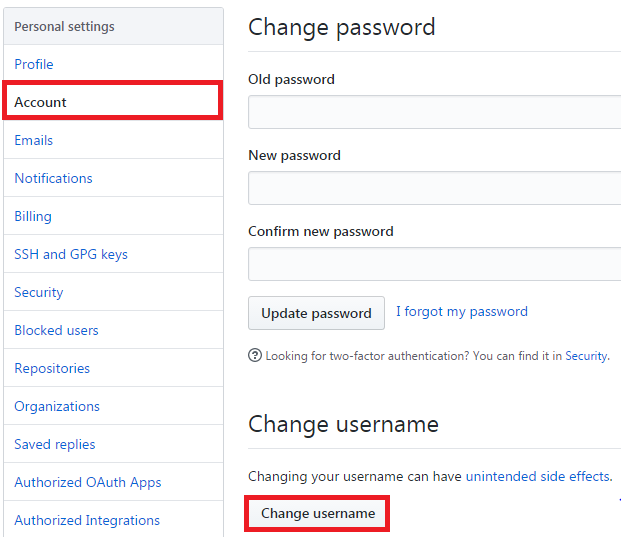 Personal settings
Profile
Account
Emails
Notifications
Billing
SSH and GPG keys
Security
Blocked users
Repositories
Organizations
Saved replies
Authorized OAuth Apps
Authorized Integrations
Change password
Old password
New password
Confirm new password
Update password I forgot my password
Looking for two-factor authentication? You can find it in Security.
Change username
Changing your username can have unintended side effects.
Change username